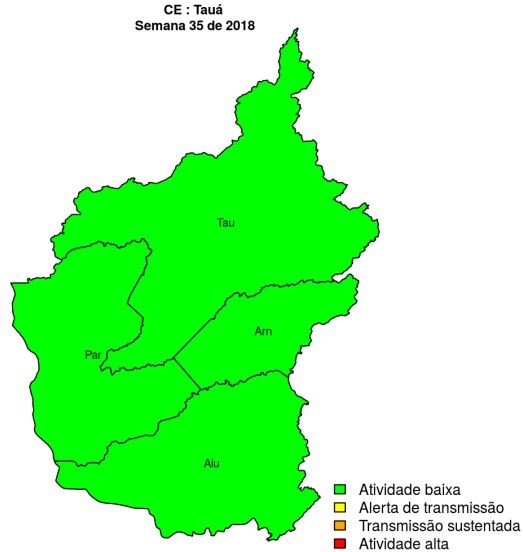 CE : Tauá
Semana 35 de 2018
Tau
Arn
Par
Aiu
Atividade baixa
Alerta de transmissão
Transmissão sustentada
Atividade alta